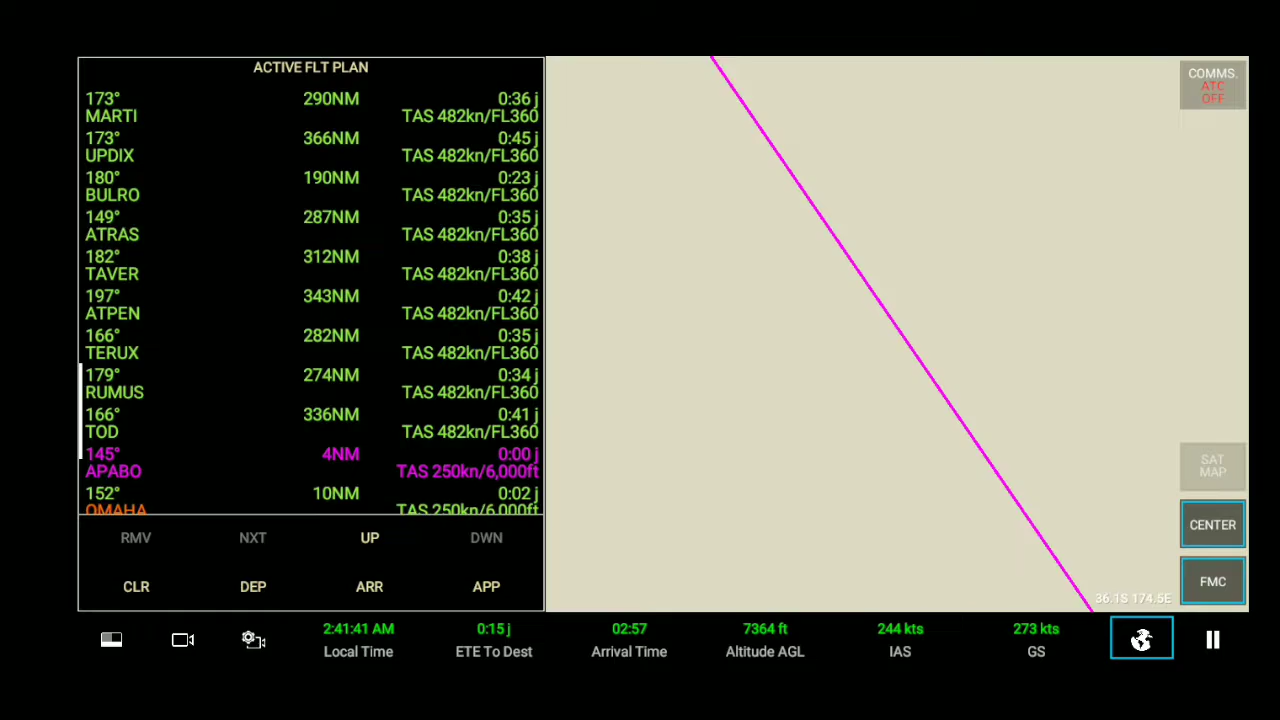 ACTIVE FLT PLAN
173° 290NM 0:36 j
MARTI TAS 482kn/FL360
173° 366NM 0:45 j
UPDIX TAS 482kn/FL360
180° 190NM 0:23 j
BULRO TAS 482kn/FL360
149° 287NM 0:35 j
ATRAS TAS 482kn/FL360
182° 312NM 0:38 j
TAVER TAS 482kn/FL360
197° 343NM 0:42 j
ATPEN TAS 482kn/FL360
166° 282NM 0:35 j
TERUX TAS 482kn/FL360
179° 274NM 0:34 j
RUMUS TAS 482kn/FL360
166° 336NM 0:41 j
TOD TAS 482kn/FL360
145° 4NM 0:00 j
APABO TAS 250kn/6,000ft
152° 10NM 0:02 j
OMAHA TAS 250kn/6,000ft
RMV NXT UP DWN
CLR DEP ARR APP
COMMS.
ATC
OFF
SAT
MAP
CENTER
FMC
36.1S 174.5E
2:41:41 AM 0:15 j 02:57 7364 ft 244 kts 273 kts
Local Time ETE To Dest Arrival Time Altitude AGL IAS GS